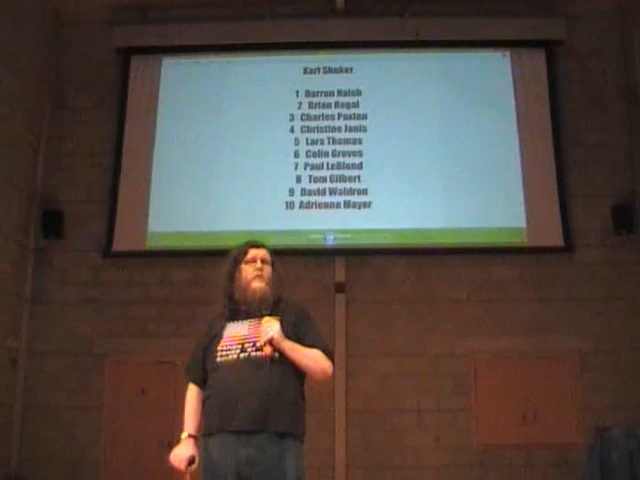 Karl Shuker
1 Darren Naish
2 Brian Regal
3 Charles Paxton
4 Christine Janis
5 Lars Thomas
6 Colin Groves
7 Paul LeBlond
8 Tom Gilbert
9 David Waldron
10 Adrienne Mayor